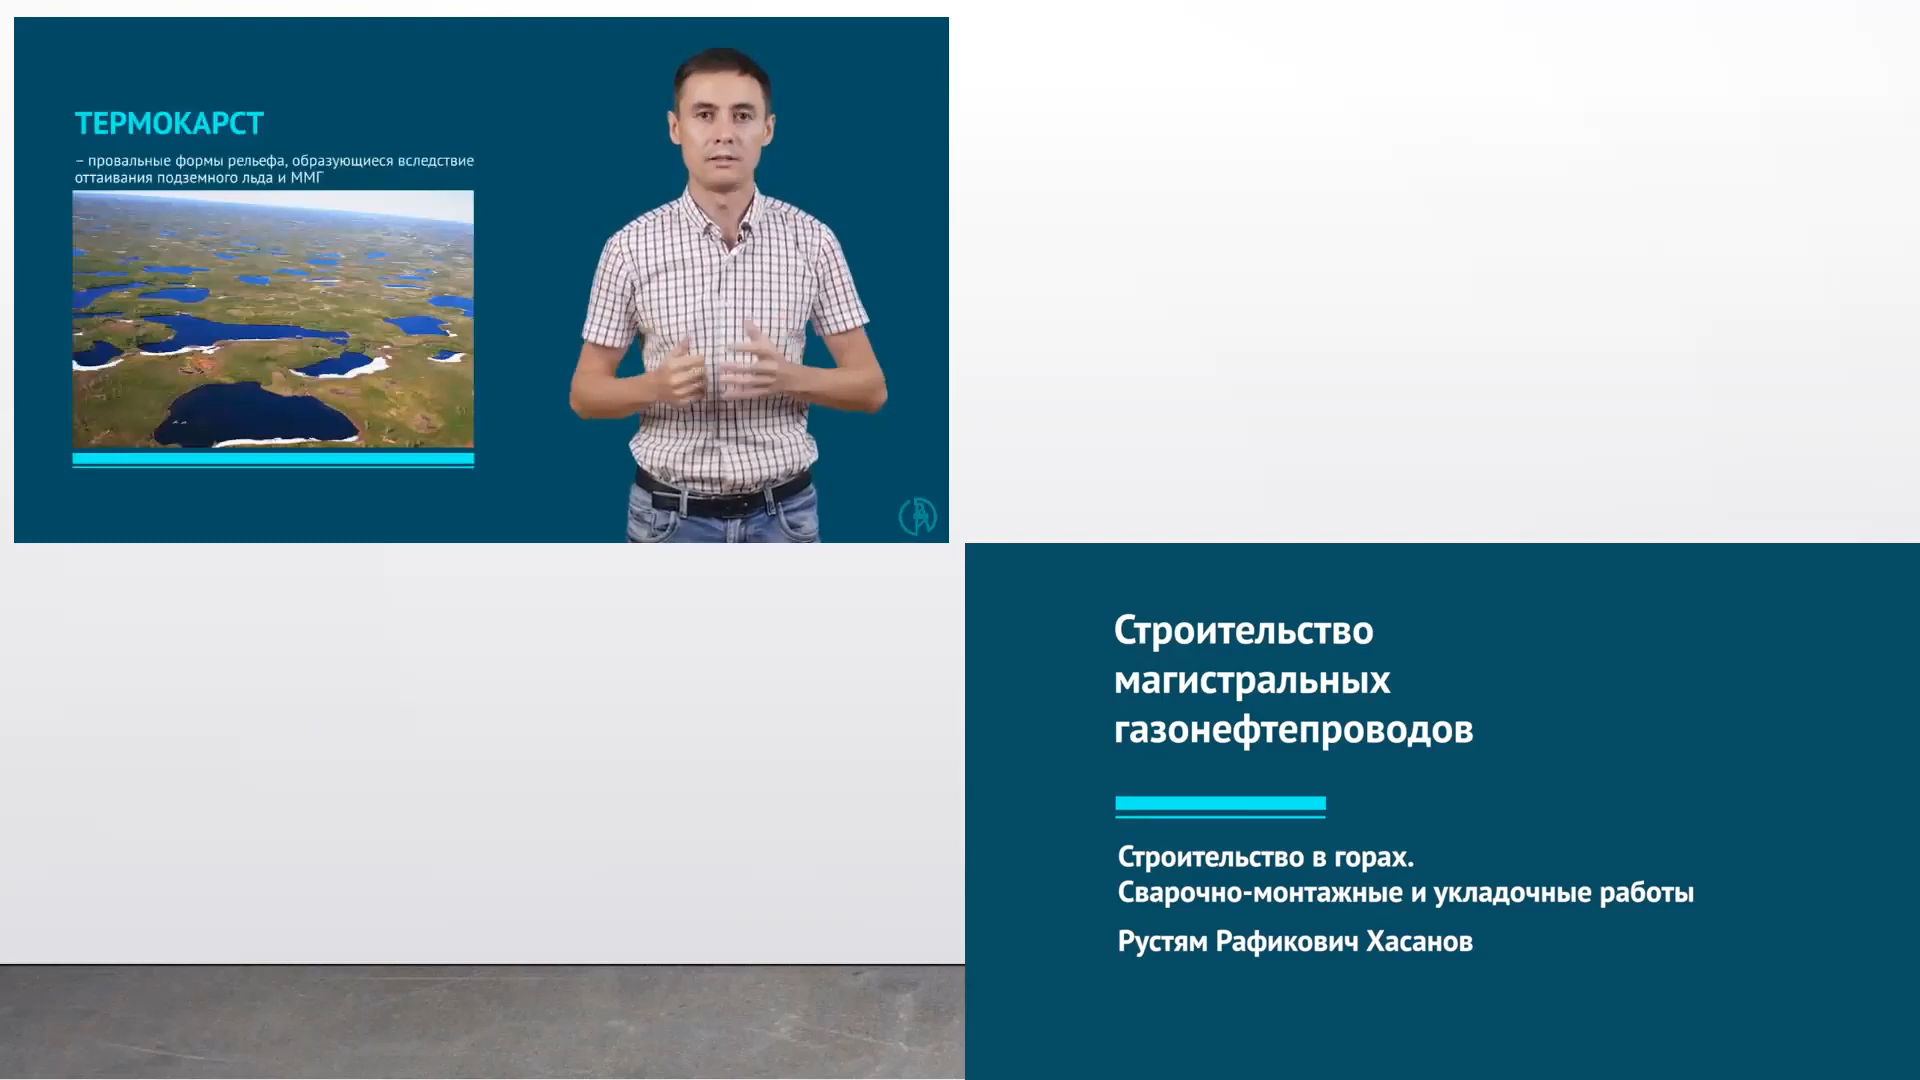 ТЕРМОКАРСТ
– провальные формы рельефа, образующиеся вследствие
оттаивания подземного льда и ММГ
Строительство
магистральных
газонефтепроводов
Строительство в горах.
Сварочно-монтажные и укладочные работы
Рустям Рафикович Хасанов